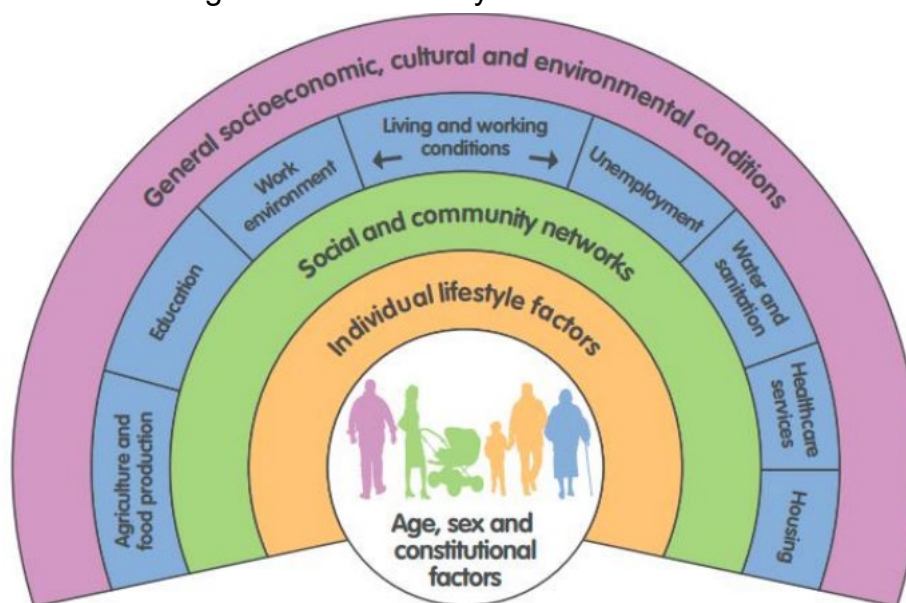 General socioeconomic, cultural and environmental conditions
Living and working
conditions
Work
environment
Unemployment
Education
Water and
sanitation
Agriculture and
food production
Healthcare
services
Housing
Social and community networks
Individual lifestyle factors
Age, sex and
constitutional
factors